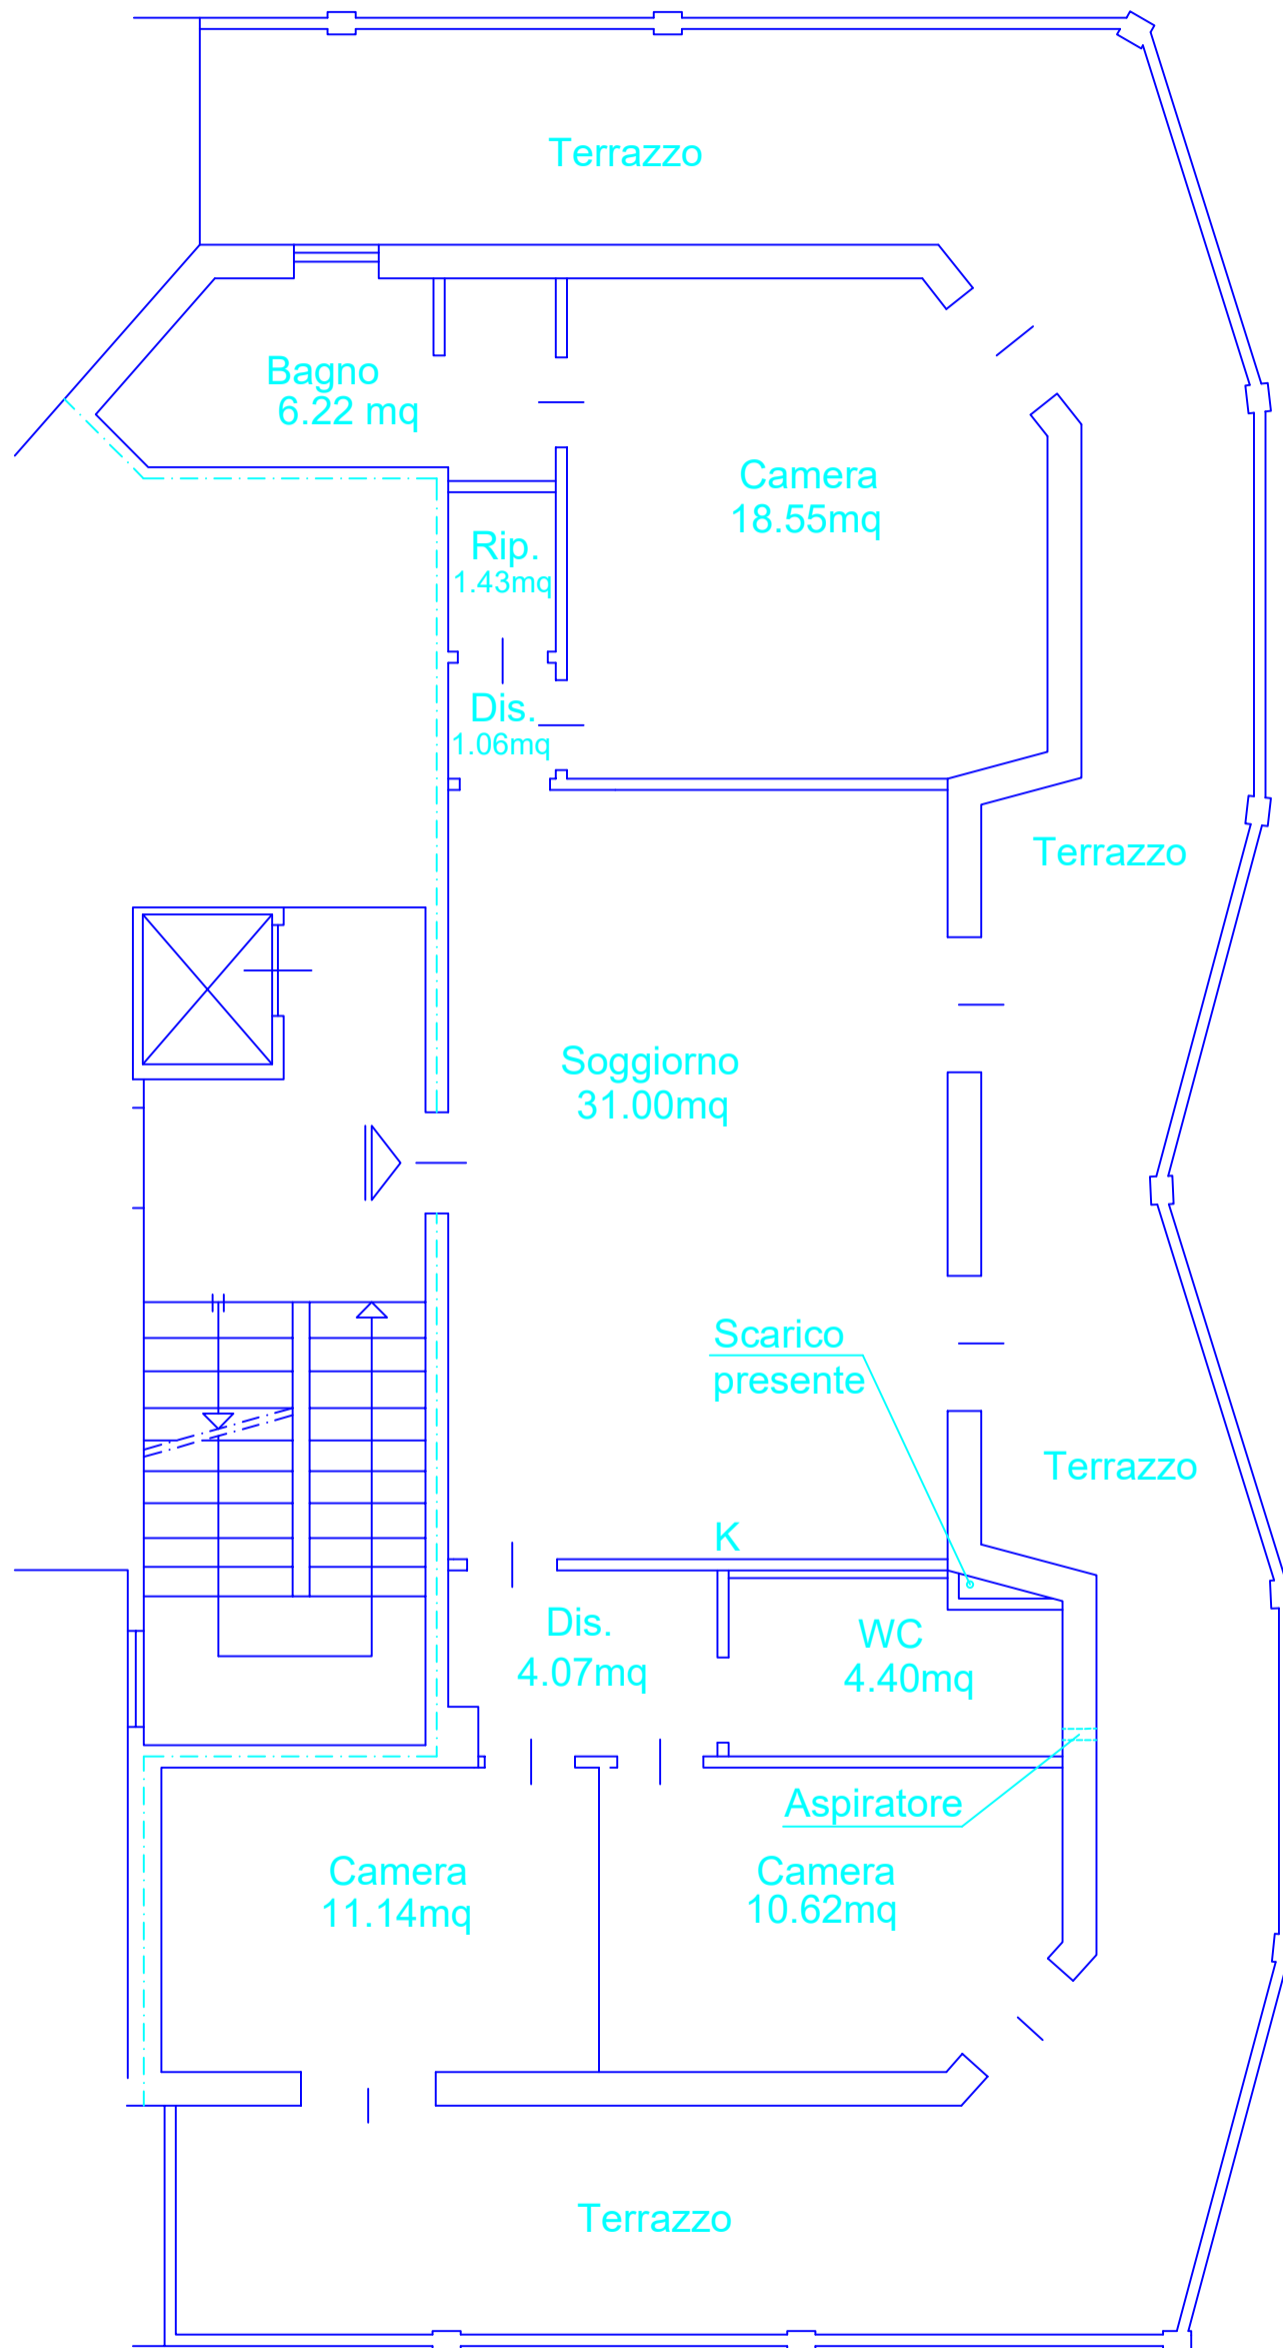 Terrazzo
Bagno
6.22 mq
Camera
18.55mq
Rip.
1.43mq
Dis.
1.06mq
Terrazzo
Soggiorno
31.00mq
Scarico
presente
Terrazzo
K
Dis.
4.07mq
WC
4.40mq
Aspiratore
Camera
11.14mq
Camera
10.62mq
Terrazzo